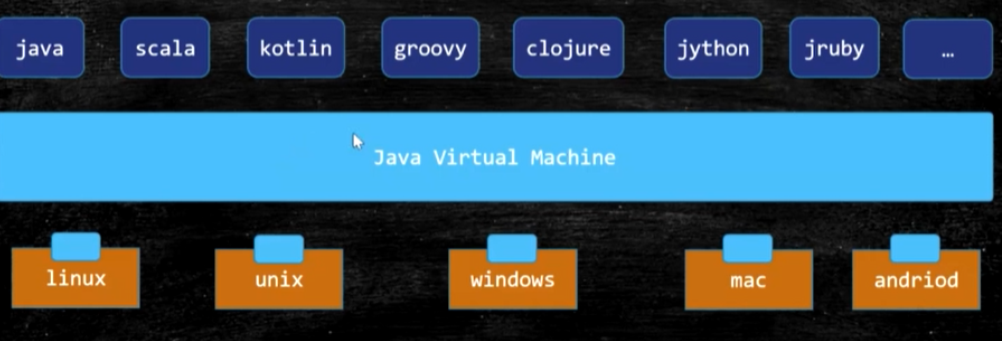 java scala kotlin groovy clojure jython jruby …
Java Virtual Machine
linux unix windows mac andriod